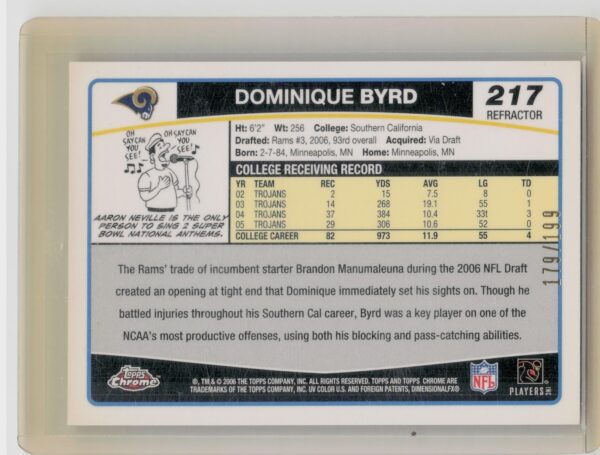 DOMINIQUE BYRD
217
REFRACTOR
OH
SAY CAN
YOU
SEE!
OH SAY CAN
YOU
SEE!
AARON NEVILLE IS THE ONLY
PERSON TO SING 2 SUPER
BOWL NATIONAL ANTHEMS.
Ht: 6'2" Wt: 256 College: Southern California
Drafted: Rams #3, 2006, 93rd overall Acquired: Via Draft
Born: 2-7-84, Minneapolis, MN Home: Minneapolis, MN
COLLEGE RECEIVING RECORD
YR TEAM REC YDS AVG LG TD
02 TROJANS 2 15 7.5 8 0
03 TROJANS 14 268 19.1 55 1
04 TROJANS 37 384 10.4 33t 3
05 TROJANS 29 306 10.6 52 0
COLLEGE CAREER 82 973 11.9 55 4
179/199
The Rams' trade of incumbent starter Brandon Manumaleuna during the 2006 NFL Draft
created an opening at tight end that Dominique immediately set his sights on. Though he
battled injuries throughout his Southern Cal career, Byrd was a key player on one of the
NCAA's most productive offenses, using both his blocking and pass-catching abilities.
Topps
Chrome
®, TM, & © 2006 THE TOPPS COMPANY, INC. ALL RIGHTS RESERVED. TOPPS AND TOPPS CHROME ARE
TRADEMARKS OF THE TOPPS COMPANY, INC. UV COLOR U.S. AND FOREIGN PATENTS, DIMENSIONALFX®
NFL
PLAYERS INC